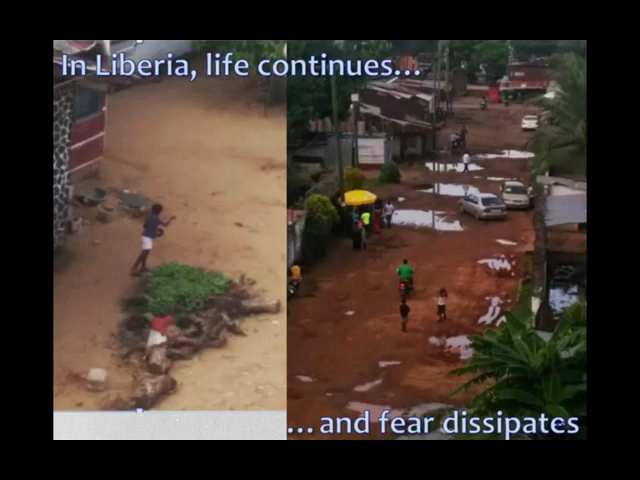 In Liberia, life continues...
...and fear dissipates